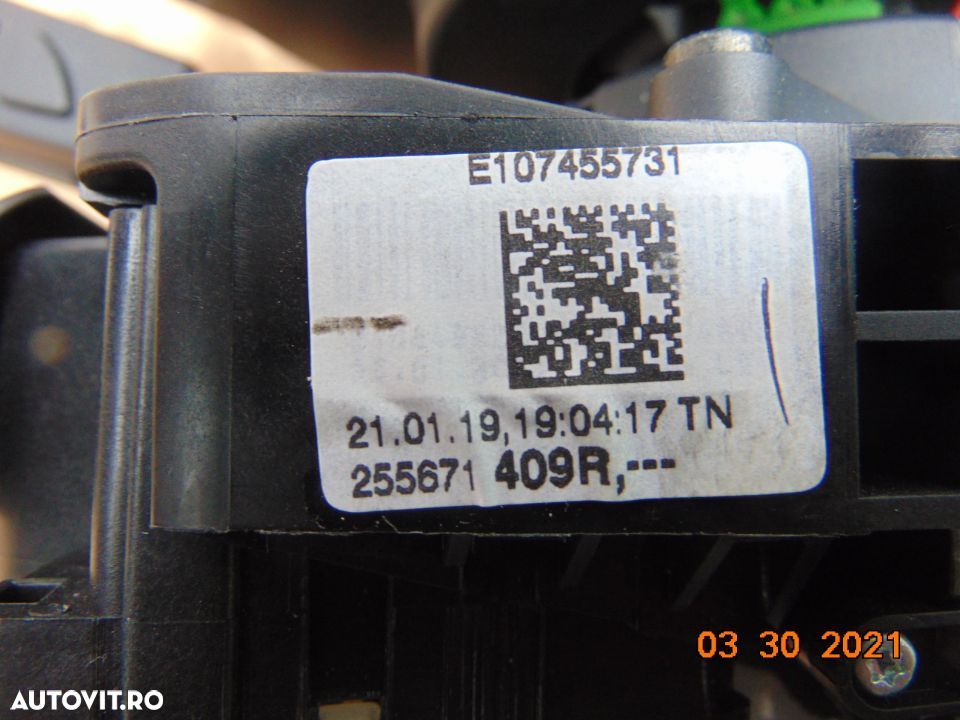 E107455731
21.01.19,19:04:17 TN
255671 409R,---
03 30 2021
AUTOVIT.RO